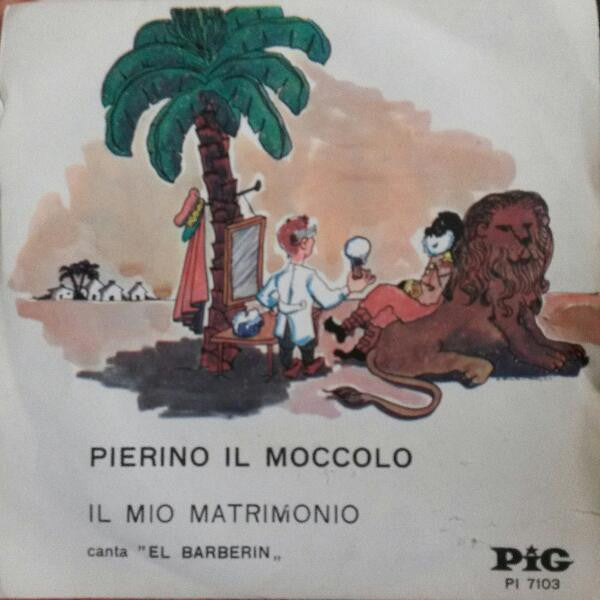 PIERINO IL MOCCOLO
IL MIO MATRIMONIO
canta "EL BARBERIN„
PiG
PI 7103